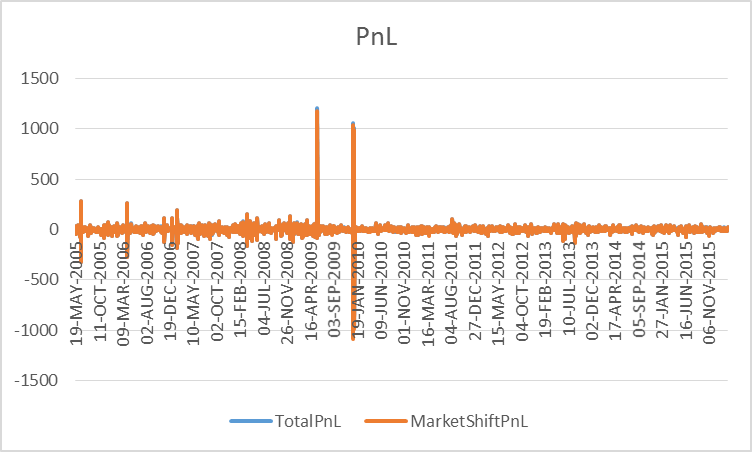 PnL
1500
1000
500
0
-500
-1000
-1500
19-MAY-2005
11-OCT-2005
09-MAR-2006
02-AUG-2006
19-DEC-2006
10-MAY-2007
02-OCT-2007
15-FEB-2008
04-JUL-2008
26-NOV-2008
16-APR-2009
03-SEP-2009
19-JAN-2010
09-JUN-2010
01-NOV-2010
16-MAR-2011
04-AUG-2011
27-DEC-2011
15-MAY-2012
04-OCT-2012
19-FEB-2013
10-JUL-2013
02-DEC-2013
17-APR-2014
05-SEP-2014
27-JAN-2015
16-JUN-2015
06-NOV-2015
TotalPnL MarketShiftPnL